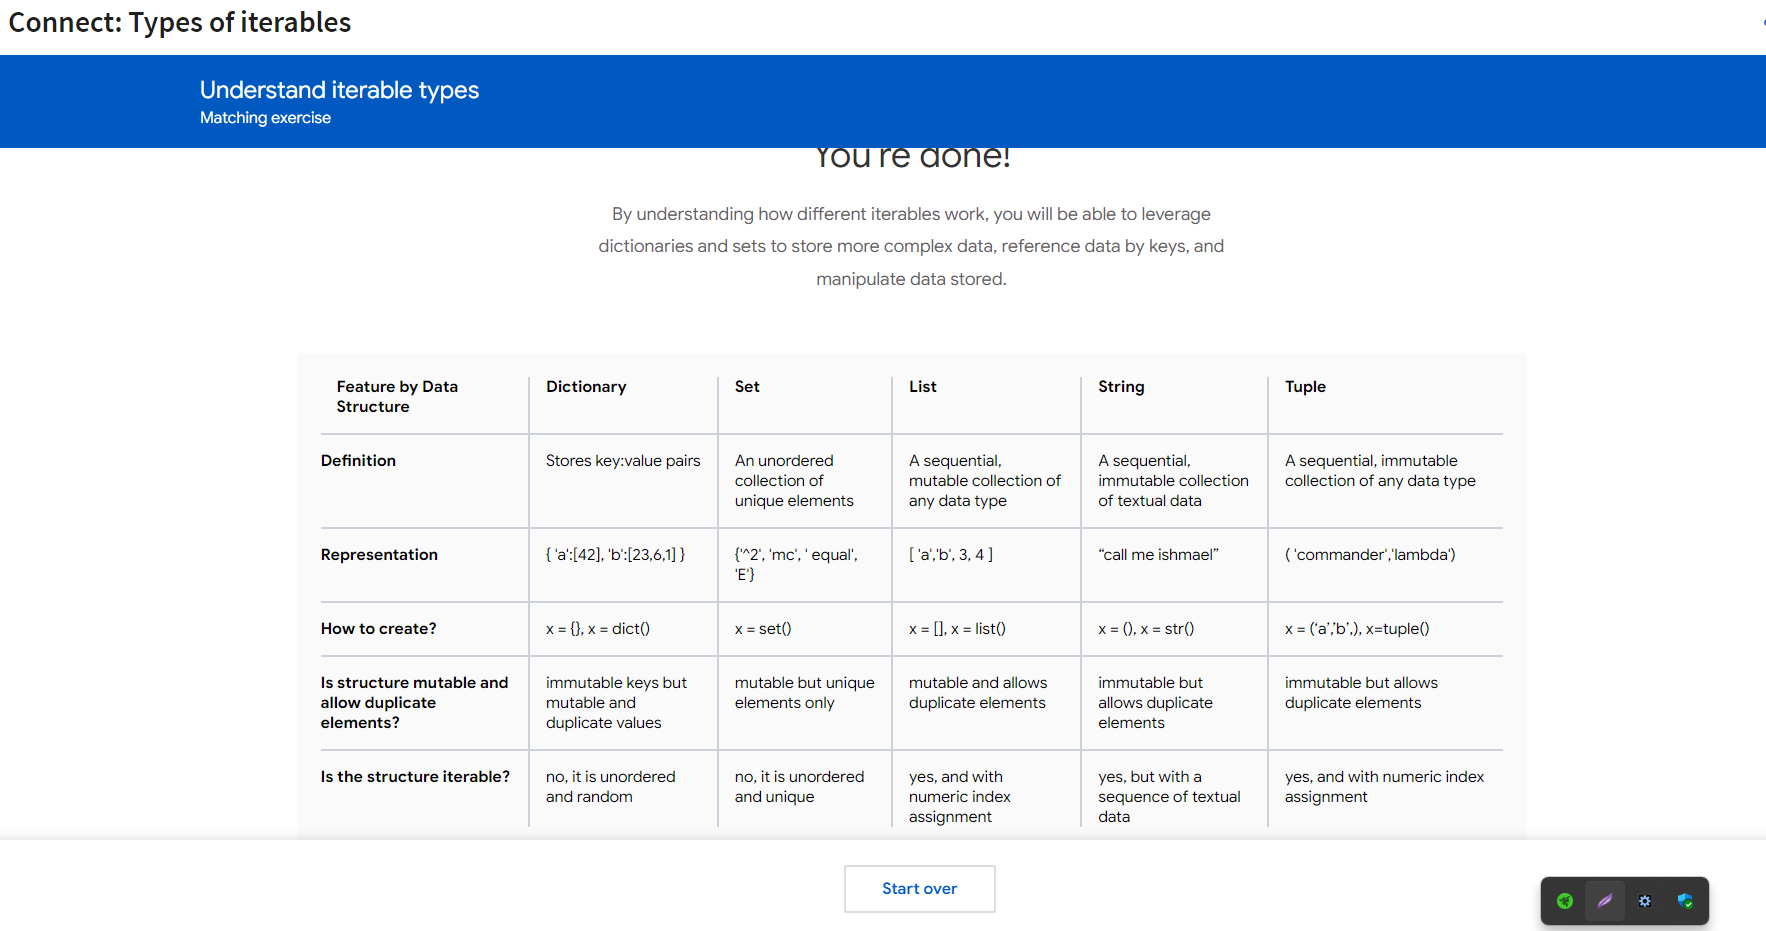 Connect: Types of iterables
Understand iterable types
Matching exercise
You're done!
By understanding how different iterables work, you will be able to leverage
dictionaries and sets to store more complex data, reference data by keys, and
manipulate data stored.
Feature by Data
Structure
Dictionary
Set
List
String
Tuple
Definition
Stores key:value pairs
An unordered
collection of
unique elements
A sequential,
mutable collection of
any data type
A sequential,
immutable collection
of textual data
A sequential, immutable
collection of any data type
Representation
{ 'a':[42], 'b':[23,6,1] }
{'^2', 'mc', ' equal',
'E'}
[ 'a','b', 3, 4 ]
“call me ishmael”
( 'commander','lambda')
How to create?
x = {}, x = dict()
x = set()
x = [], x = list()
x = (), x = str()
x = (‘a’,’b’,), x=tuple()
Is structure mutable and
allow duplicate
elements?
immutable keys but
mutable and
duplicate values
mutable but unique
elements only
mutable and allows
duplicate elements
immutable but
allows duplicate
elements
immutable but allows
duplicate elements
Is the structure iterable?
no, it is unordered
and random
no, it is unordered
and unique
yes, and with
numeric index
assignment
yes, but with a
sequence of textual
data
yes, and with numeric index
assignment
Start over